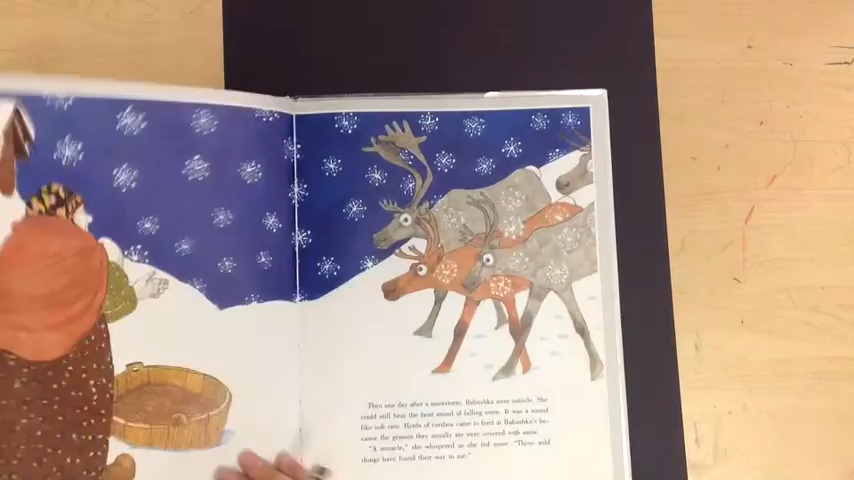 Then one day after a snowstorm, Babushka went outside. She
could still hear the faint sound of falling snow. It was a sound
like soft rain. Herds of caribou came to feed at Babushka's be-
cause the grasses they usually ate were covered with snow.
"A miracle," she whispered as she fed some. "These wild
things have found their way to me."